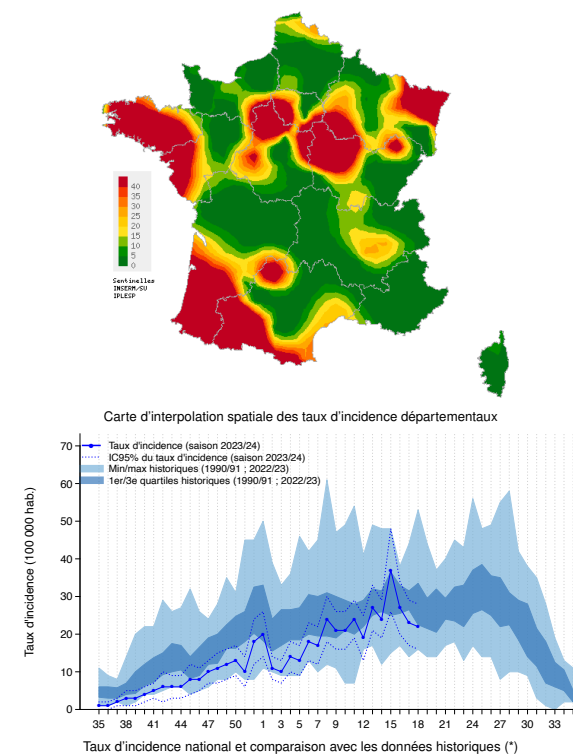 40
35
30
25
20
15
10
5
0
Sentinelles
INSERM/SU
IPLESP
Carte d'interpolation spatiale des taux d'incidence départementaux
Taux d'incidence (saison 2023/24)
IC95% du taux d'incidence (saison 2023/24)
Min/max historiques (1990/91 ; 2022/23)
1er/3e quartiles historiques (1990/91 ; 2022/23)
Taux d'incidence (100 000 hab.)
70
60
50
40
30
20
10
0
35 38 41 44 47 50 1 3 5 7 9 12 15 18 21 24 27 30 33
Taux d'incidence national et comparaison avec les données historiques (*)